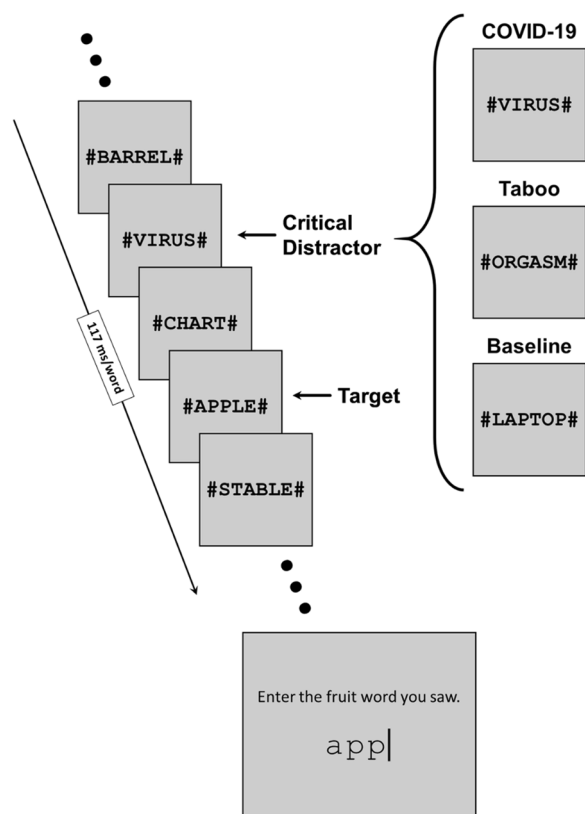 #BARREL#
#VIRUS#
#CHART#
#APPLE#
#STABLE#
117 ms/word
Critical
Distractor
Target
COVID-19
#VIRUS#
Taboo
#ORGASM#
Baseline
#LAPTOP#
Enter the fruit word you saw.
app